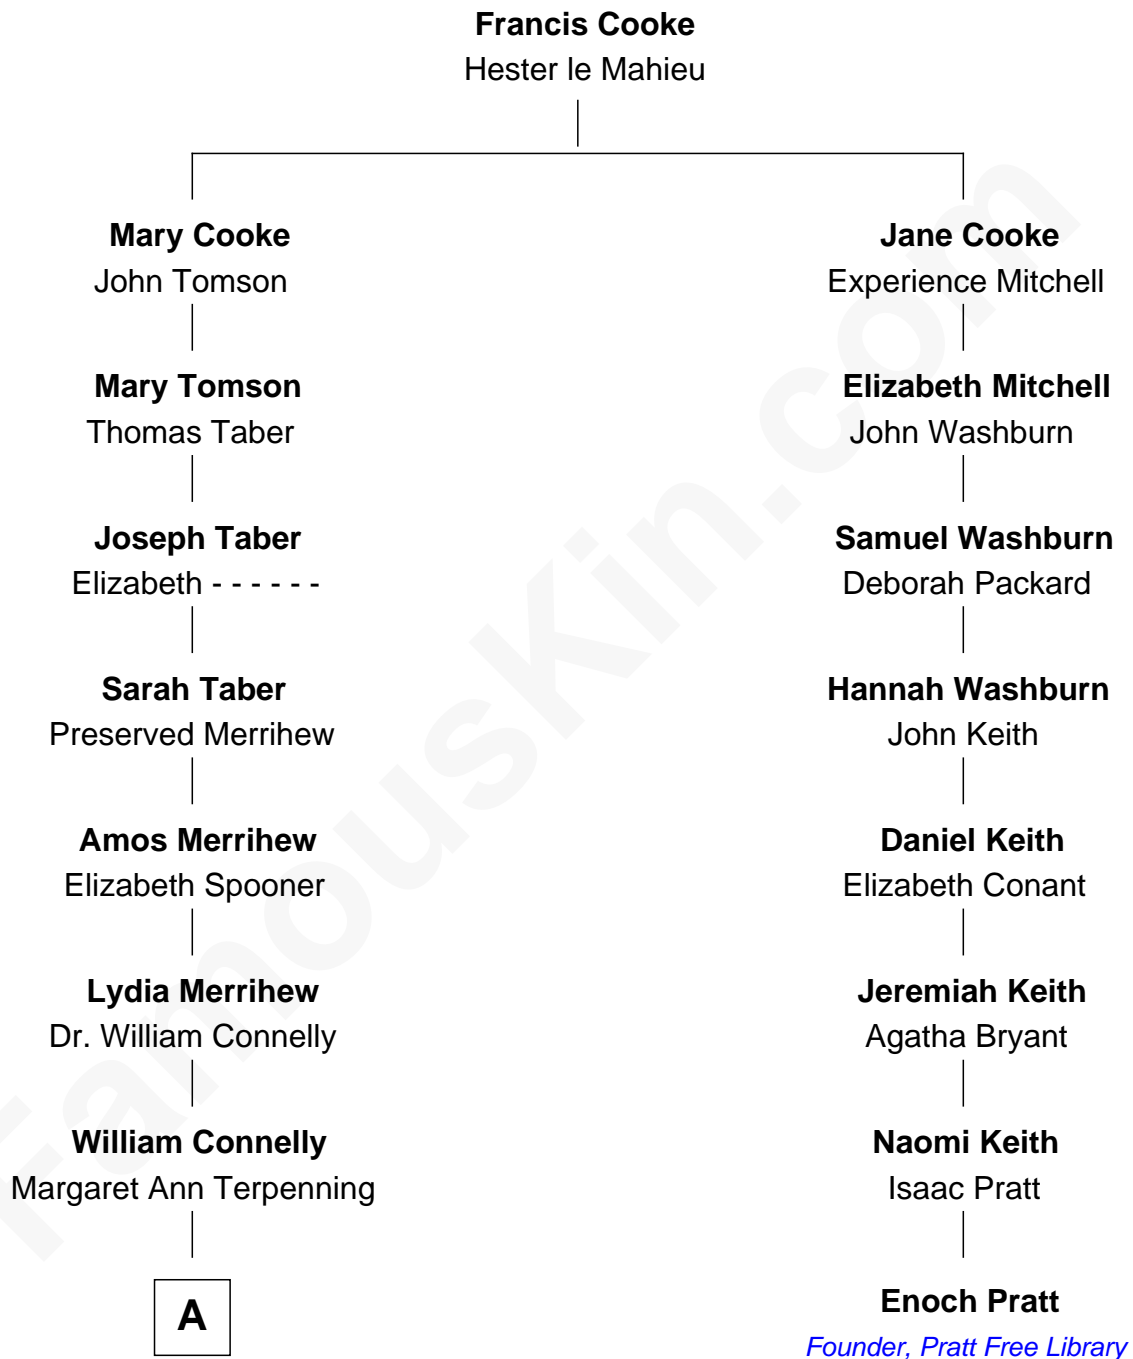 Francis Cooke
Hester le Mahieu
Mary Cooke
John Tomson
Jane Cooke
Experience Mitchell
Mary Tomson
Thomas Taber
Elizabeth Mitchell
John Washburn
Joseph Taber
Elizabeth - - - - - -
Samuel Washburn
Deborah Packard
Sarah Taber
Preserved Merrihew
Hannah Washburn
John Keith
Amos Merrihew
Elizabeth Spooner
Daniel Keith
Elizabeth Conant
Lydia Merrihew
Dr. William Connelly
Jeremiah Keith
Agatha Bryant
William Connelly
Margaret Ann Terpenning
Naomi Keith
Isaac Pratt
A
Enoch Pratt
Founder, Pratt Free Library
FamousKin.com